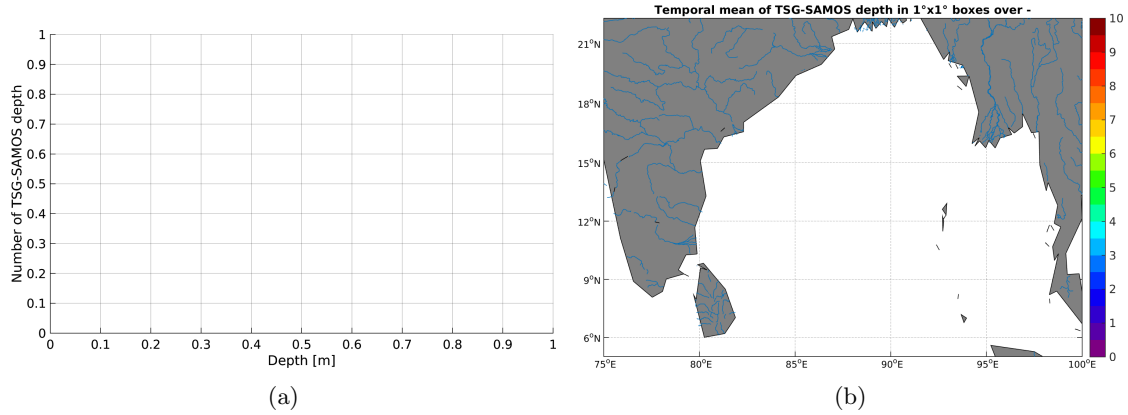 Temporal mean of TSG-SAMOS depth in 1°x1° boxes over -
1
0.9
0.8
0.7
0.6
0.5
0.4
0.3
0.2
0.1
0
Number of TSG-SAMOS depth
0 0.1 0.2 0.3 0.4 0.5 0.6 0.7 0.8 0.9 1
Depth [m]
(a)
21°N
18°N
15°N
12°N
9°N
6°N
75°E 80°E 85°E 90°E 95°E 100°E
10
9
8
7
6
5
4
3
2
1
0
(b)